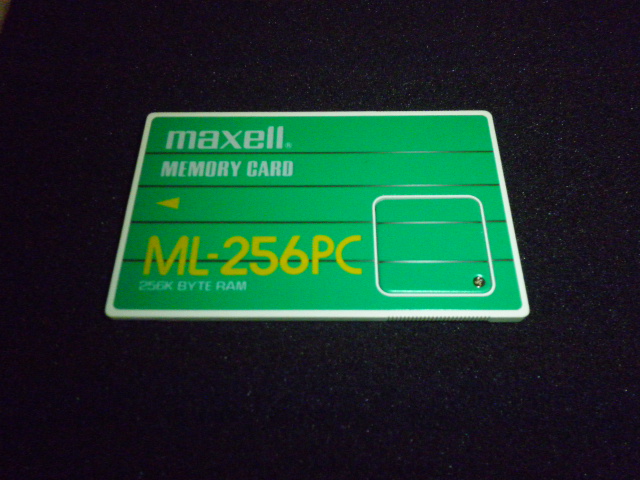 maxell®
MEMORY CARD
ML-256PC
256K BYTE RAM